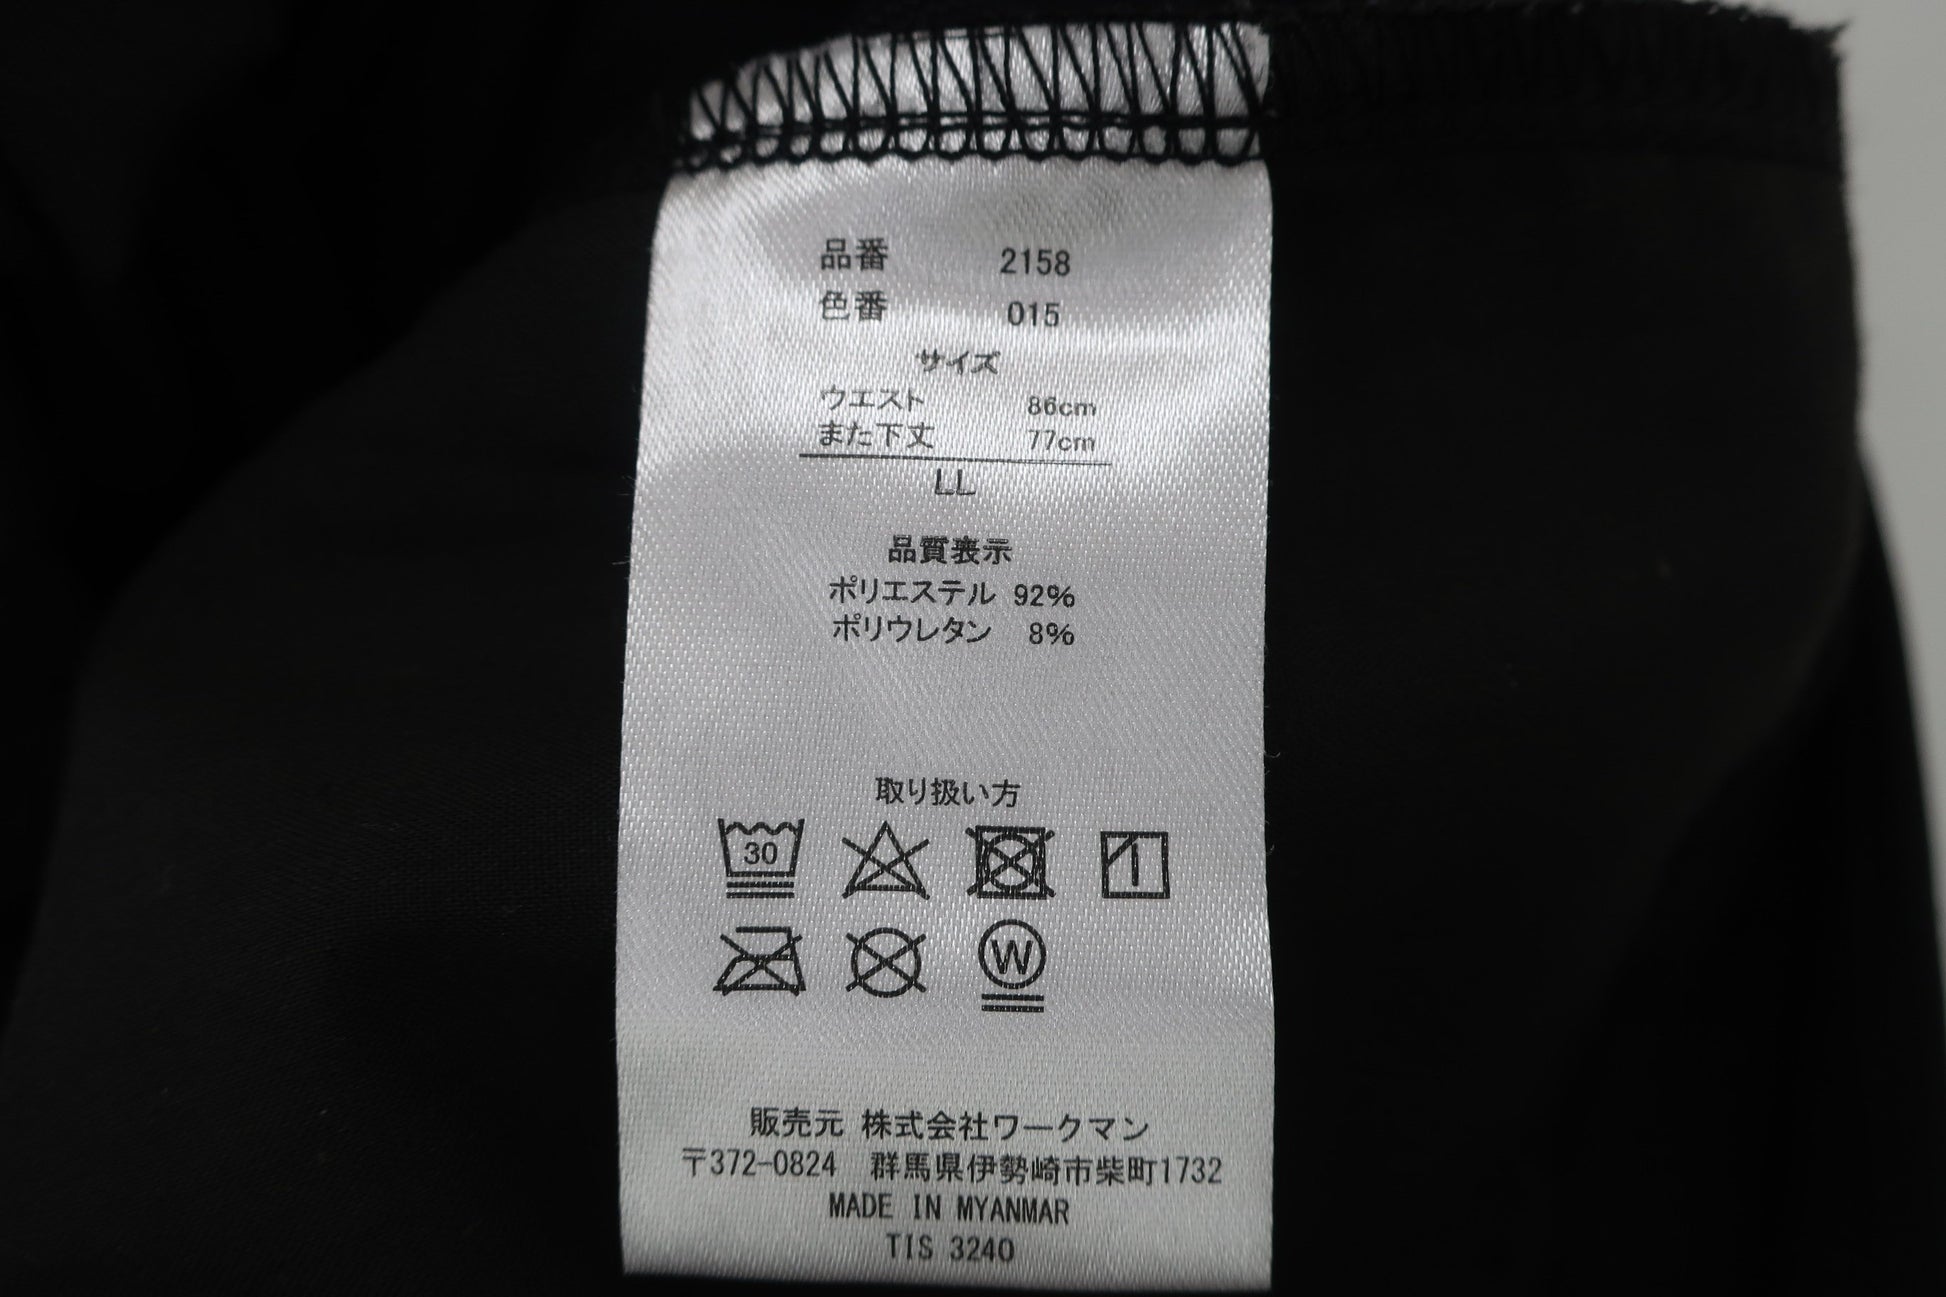 品番 2158
色番 015
サイズ
ウエスト 86cm
また下丈 77cm
LL
品質表示
ポリエステル 92%
ポリウレタン 8%
取り扱い方
30
W
販売元 株式会社ワークマン
〒372-0824 群馬県伊勢崎市柴町1732
MADE IN MYANMAR
TIS 3240